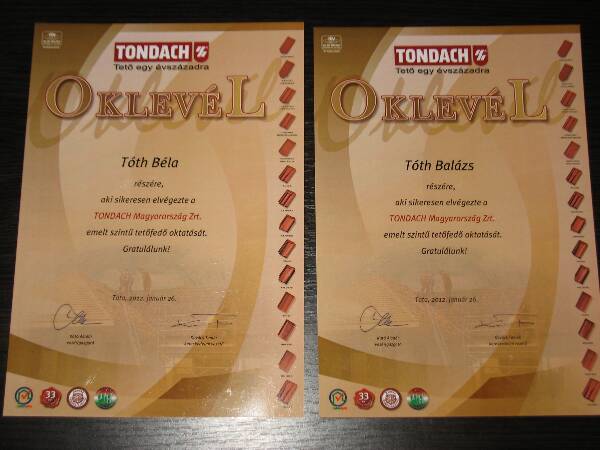 TONDACH
Tető egy évszázadra
OKLEVÉL
Tóth Béla
részére,
aki sikeresen elvégezte a
TONDACH Magyarország Zrt.
emelt szintű tetőfedő oktatását.
Gratulálunk!
Tata, 2012. január 26.
33
TONDACH
Tető egy évszázadra
OKLEVÉL
Tóth Balázs
részére,
aki sikeresen elvégezte a
TONDACH Magyarország Zrt.
emelt szintű tetőfedő oktatását.
Gratulálunk!
Tata, 2012. január 26.
33